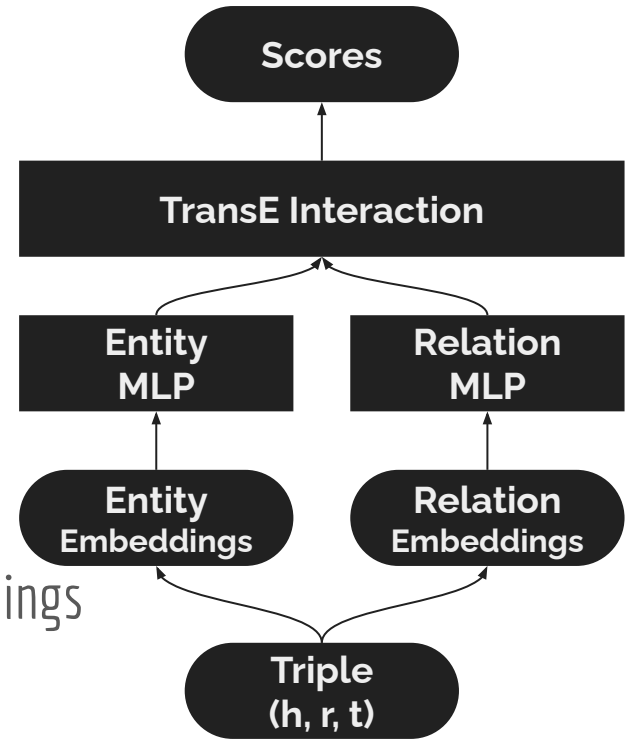 Scores
TransE Interaction
Entity
MLP
Relation
MLP
Entity
Embeddings
Relation
Embeddings
ings
Triple
(h, r, t)